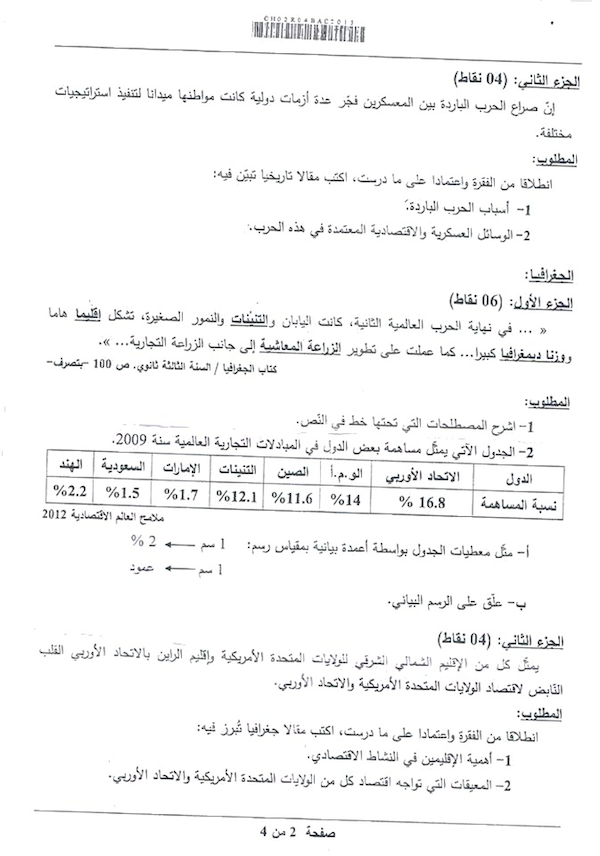 CH02R04BAC2013
الجزء الثاني: (04 نقاط)
إنّ صراع الحرب الباردة بين المعسكرين فجّر عدة أزمات دولية كانت مواطنها ميدانا لتنفيذ استراتيجيات
مختلفة.
المطلوب:
انطلاقا من الفقرة واعتمادا على ما درست، اكتب مقالا تاريخيا تبيّن فيه:
1- أسباب الحرب الباردة.
2- الوسائل العسكرية والاقتصادية المعتمدة في هذه الحرب.
الجغرافيا:
الجزء الأول: (06 نقاط)
« ... في نهاية الحرب العالمية الثانية، كانت اليابان والتنينات والنمور الصغيرة، تشكل إقليما هاما
ووزنا ديمغرافيا كبيرا... كما عملت على تطوير الزراعة المعاشية إلى جانب الزراعة التجارية... ».
كتاب الجغرافيا / السنة الثالثة ثانوي. ص 100 -بتصرف-
المطلوب:
1- اشرح المصطلحات التي تحتها خط في النّص.
2- الجدول الآتي يمثّل مساهمة بعض الدول في المبادلات التجارية العالمية سنة 2009.
الدول الاتحاد الأوربي الو.م.أ الصين التنينات الإمارات السعودية الهند
نسبة المساهمة 16.8 % 14% 11.6% 12.1% 1.7% 1.5% 2.2%
ملامح العالم الاقتصادية 2012
أ- مثّل معطيات الجدول بواسطة أعمدة بيانية بمقياس رسم: 1 سم ← 2 %
1 سم ← عمود
ب- علّق على الرسم البياني.
الجزء الثاني: (04 نقاط)
يمثّل كل من الإقليم الشمالي الشرقي للولايات المتحدة الأمريكية وإقليم الراين بالاتحاد الأوربي القلب
النّابض لاقتصاد الولايات المتحدة الأمريكية والاتحاد الأوربي.
المطلوب:
انطلاقا من الفقرة واعتمادا على ما درست، اكتب مقالا جغرافيا تُبرز فيه:
1- أهمية الإقليمين في النشاط الاقتصادي.
2- المعيقات التي تواجه اقتصاد كل من الولايات المتحدة الأمريكية والاتحاد الأوربي.
صفحة 2 من 4